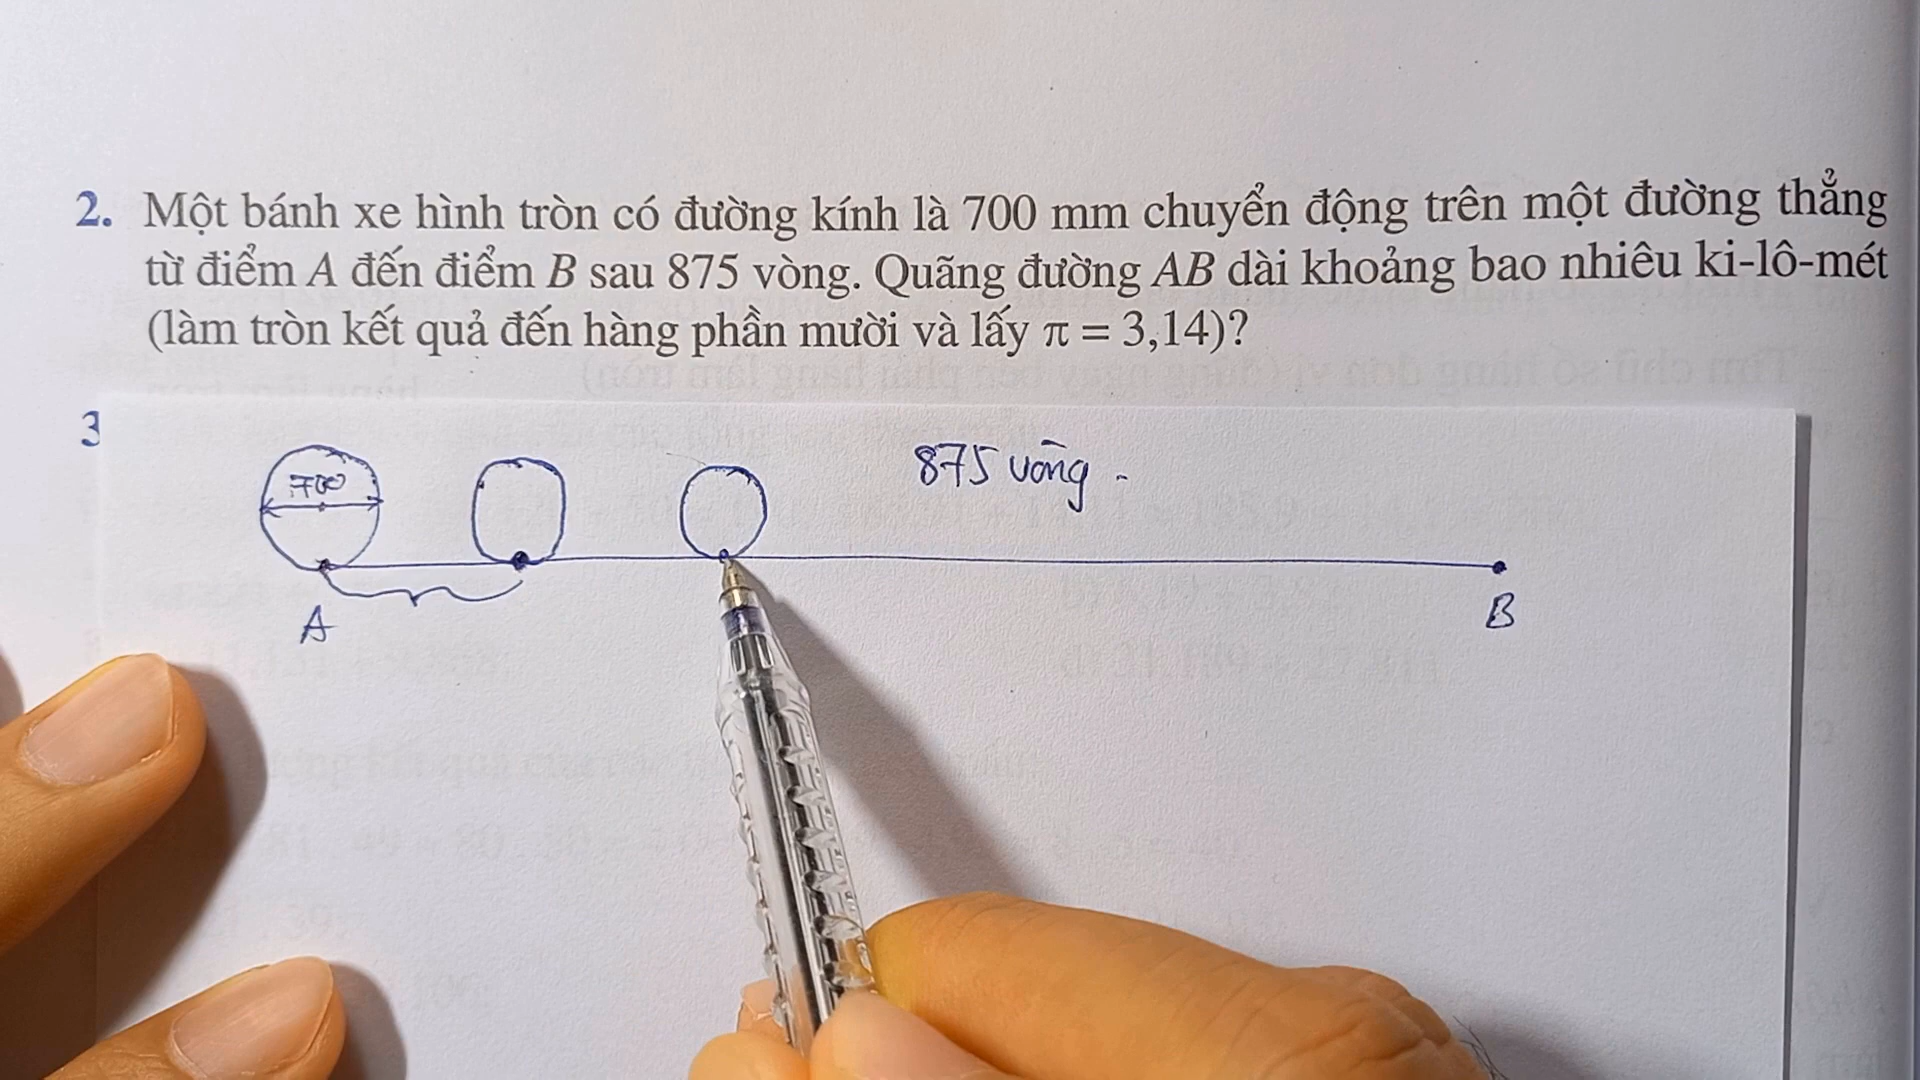 2. Một bánh xe hình tròn có đường kính là 700 mm chuyển động trên một đường thẳng
từ điểm A đến điểm B sau 875 vòng. Quãng đường AB dài khoảng bao nhiêu ki-lô-mét
(làm tròn kết quả đến hàng phần mười và lấy π = 3,14)?
3
875 vòng.
700
A
B